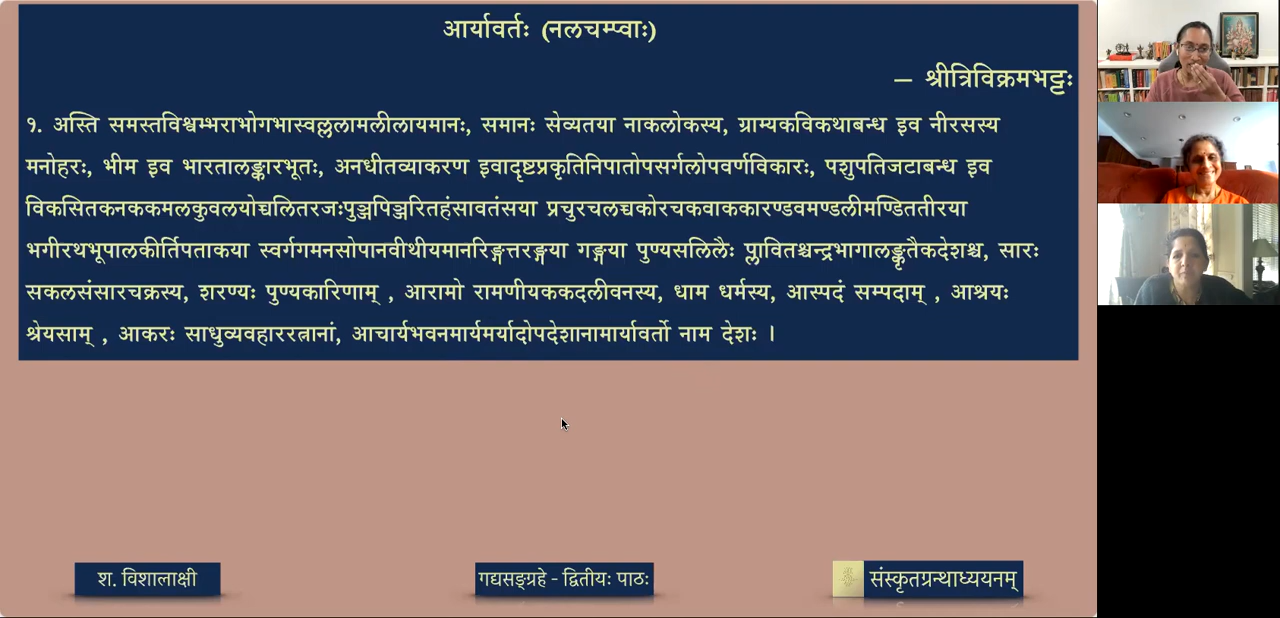 आर्यावर्तः (नलचम्प्वाः)
– श्रीत्रिविक्रमभट्टः
१. अस्ति समस्तविश्वम्भराभोगभास्वल्ललामलीलायमानः, समानः सेव्यतया नाकलोकस्य, ग्राम्यकविकथाबन्ध इव नीरसस्य
मनोहरः, भीम इव भारतालङ्कारभूतः, अनधीतव्याकरण इवादृष्टप्रकृतिनिपातोपसर्गलोपवर्णविकारः, पशुपतिजटाबन्ध इव
विकसितकनककमलकुवलयोच्चलितरजःपुञ्जपिञ्जरितहंसावतंसया प्रचुरचलच्चकोरचकवाककारण्डवमण्डलीमण्डिततीरया
भगीरथभूपालकीर्तिपताकया स्वर्गगमनसोपानवीथीयमानरिङ्गत्तरङ्गया गङ्गया पुण्यसलिलैः प्लावितश्चन्द्रभागालङ्कृतैकदेशश्च, सारः
सकलसंसारचक्रस्य, शरण्यः पुण्यकारिणाम् , आरामो रामणीयककदलीवनस्य, धाम धर्मस्य, आस्पदं सम्पदाम् , आश्रयः
श्रेयसाम् , आकरः साधुव्यवहाररत्नानां, आचार्यभवनमार्यमर्यादोपदेशानामार्यावर्तो नाम देशः ।
श. विशालाक्षी
गद्यसङ्ग्रहे - द्वितीयः पाठः
संस्कृतग्रन्थाध्ययनम्